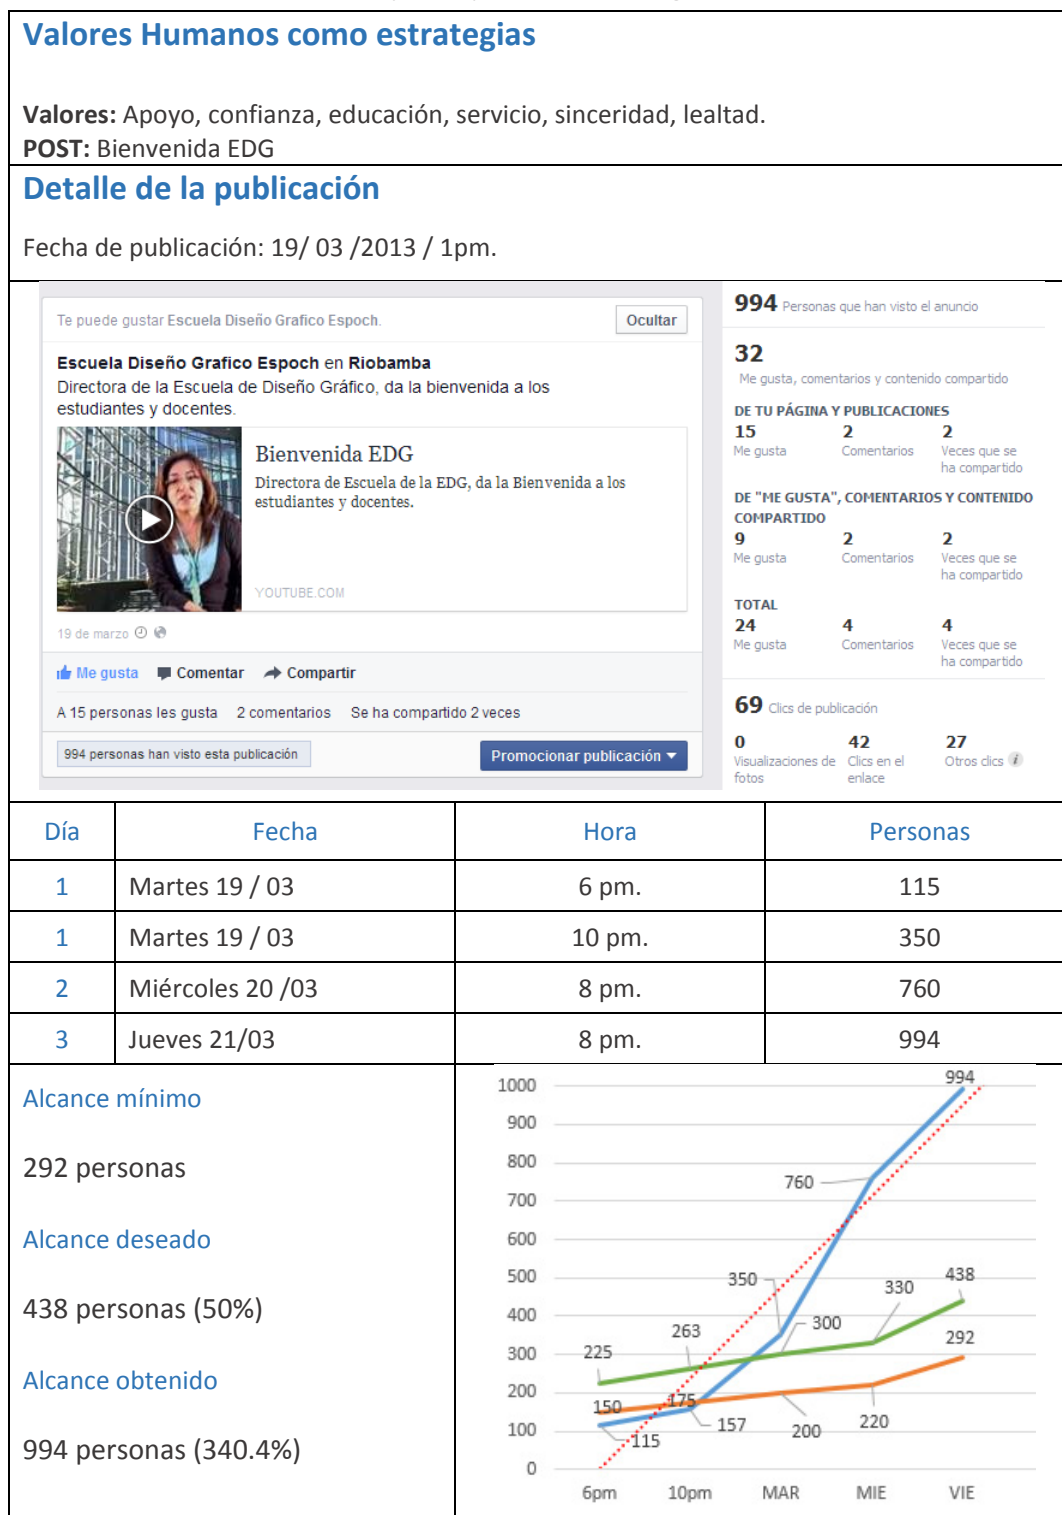 Valores Humanos como estrategias
Valores: Apoyo, confianza, educación, servicio, sinceridad, lealtad.
POST: Bienvenida EDG
Detalle de la publicación
Fecha de publicación: 19/ 03 /2013 / 1pm.
Te puede gustar Escuela Diseño Grafico Espoch.
Ocultar
Escuela Diseño Grafico Espoch en Riobamba
Directora de la Escuela de Diseño Gráfico, da la bienvenida a los
estudiantes y docentes.
Bienvenida EDG
Directora de Escuela de la EDG, da la Bienvenida a los
estudiantes y docentes.
YOUTUBE.COM
19 de marzo
Me gusta Comentar Compartir
A 15 personas les gusta 2 comentarios Se ha compartido 2 veces
994 personas han visto esta publicación
Promocionar publicación
994 Personas que han visto el anuncio
32
Me gusta, comentarios y contenido compartido
DE TU PÁGINA Y PUBLICACIONES
15 2 2
Me gusta Comentarios Veces que se
ha compartido
DE "ME GUSTA", COMENTARIOS Y CONTENIDO
COMPARTIDO
9 2 2
Me gusta Comentarios Veces que se
ha compartido
TOTAL
24 4 4
Me gusta Comentarios Veces que se
ha compartido
69 Clics de publicación
0 42 27
Visualizaciones de Clics en el Otros clics i
fotos enlace
Día Fecha Hora Personas
1 Martes 19 / 03 6 pm. 115
1 Martes 19 / 03 10 pm. 350
2 Miércoles 20 /03 8 pm. 760
3 Jueves 21/03 8 pm. 994
Alcance mínimo
292 personas
Alcance deseado
438 personas (50%)
Alcance obtenido
994 personas (340.4%)
1000
900
800
700
600
500
400
300
200
100
0
994
760
350
330
438
263
300
225
292
150
175
157
200
220
115
6pm 10pm MAR MIE VIE